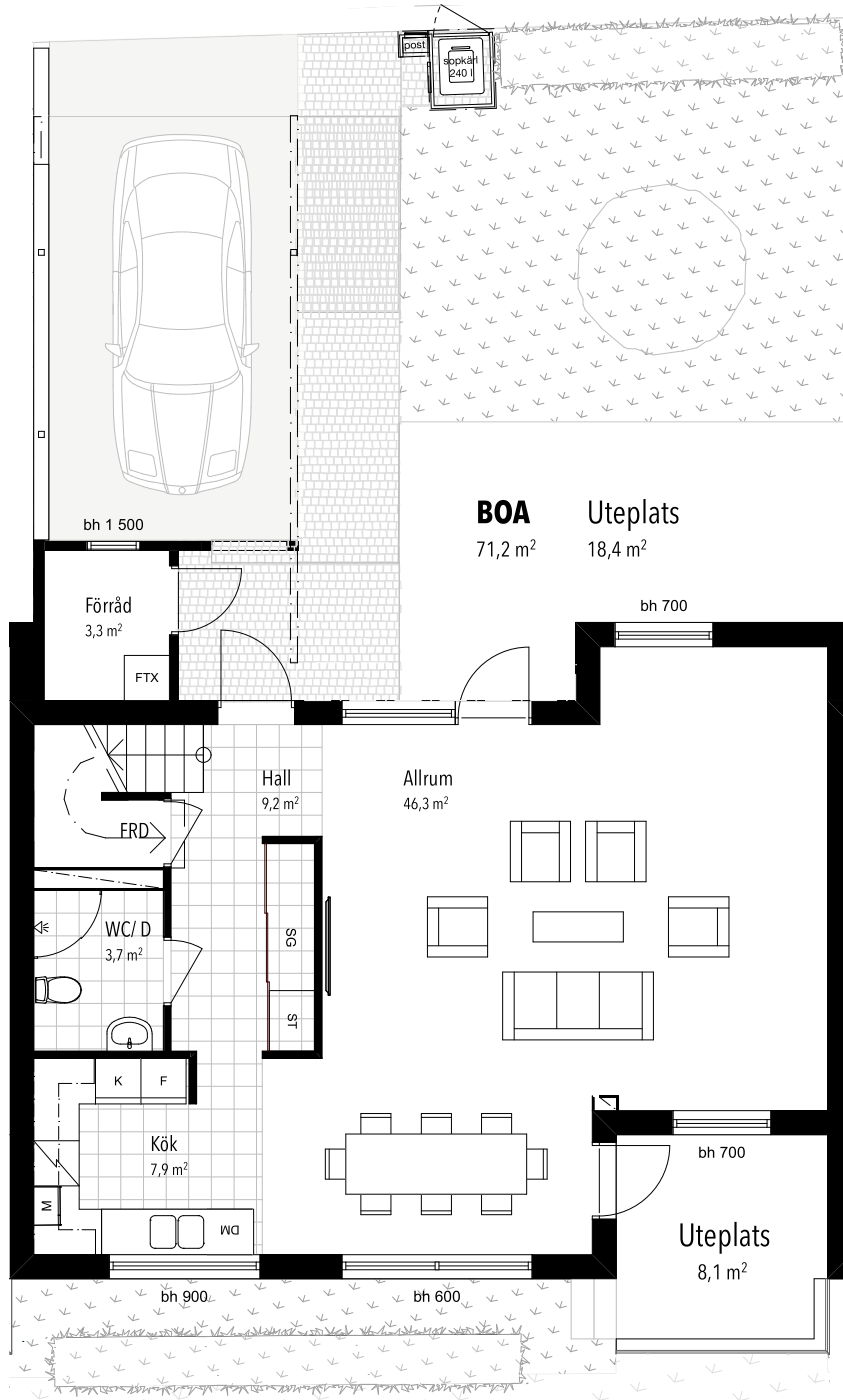 post
sopkärl
240 l
BOA
71,2 m²
Uteplats
18,4 m²
bh 1 500
bh 700
Förråd
3,3 m²
FTX
Hall
9,2 m²
Allrum
46,3 m²
FRD
WC/ D
3,7 m²
SG
ST
K
F
Kök
7,9 m²
M
DM
bh 700
Uteplats
8,1 m²
bh 900
bh 600